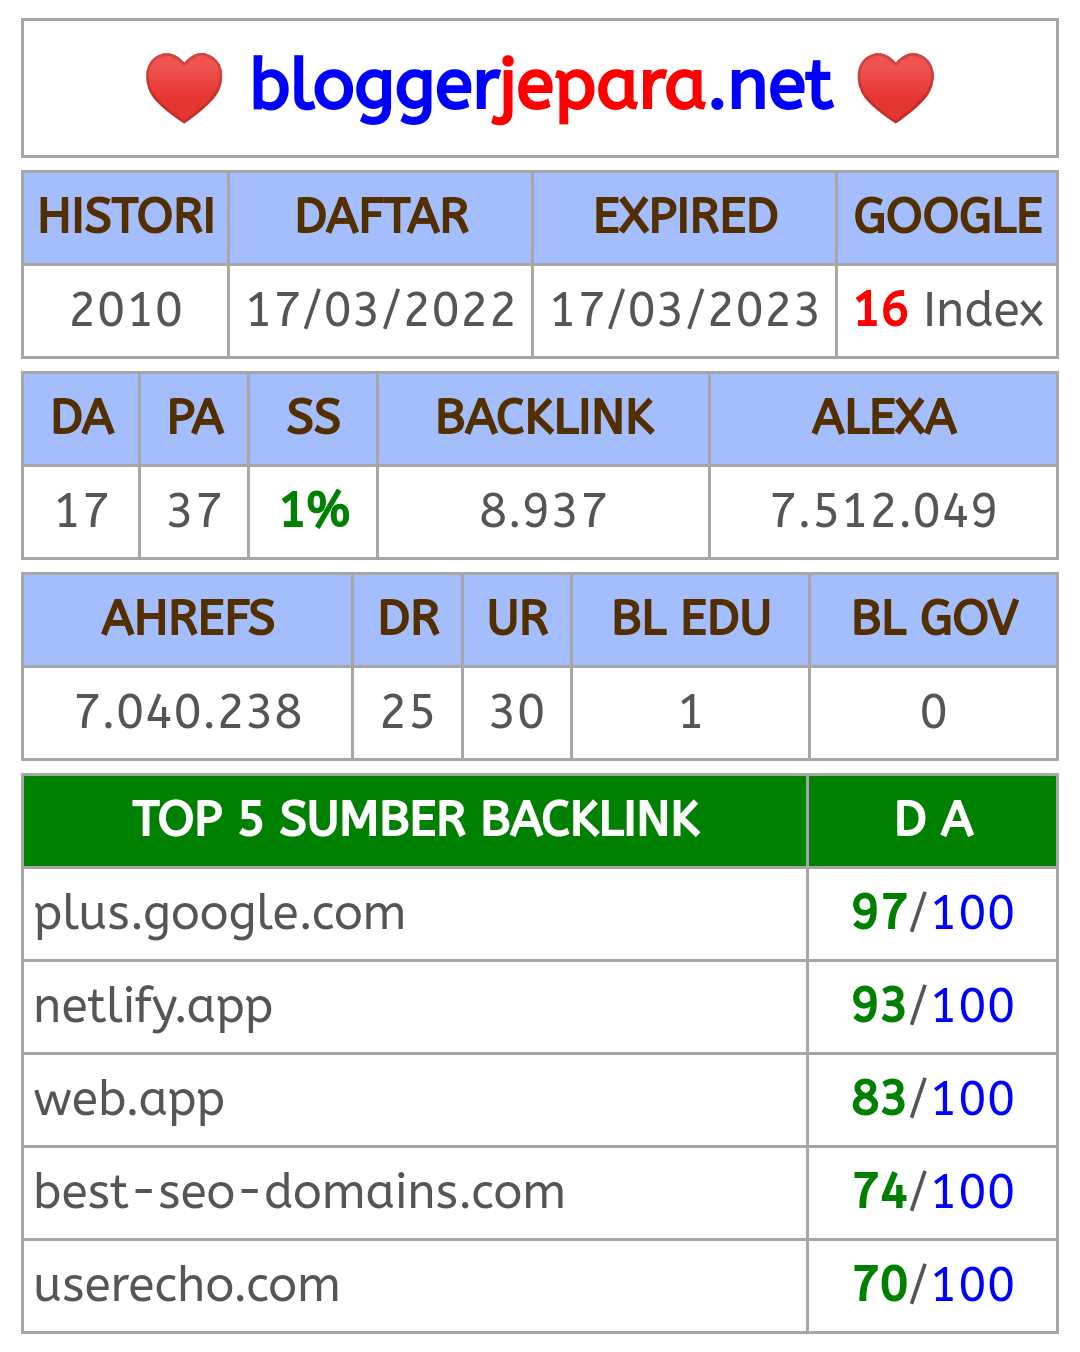 bloggerjepara.net
HISTORI DAFTAR EXPIRED GOOGLE
2010 17/03/2022 17/03/2023 16 Index
DA PA SS BACKLINK ALEXA
17 37 1% 8.937 7.512.049
AHREFS DR UR BL EDU BL GOV
7.040.238 25 30 1 0
TOP 5 SUMBER BACKLINK D A
plus.google.com 97/100
netlify.app 93/100
web.app 83/100
best-seo-domains.com 74/100
userecho.com 70/100